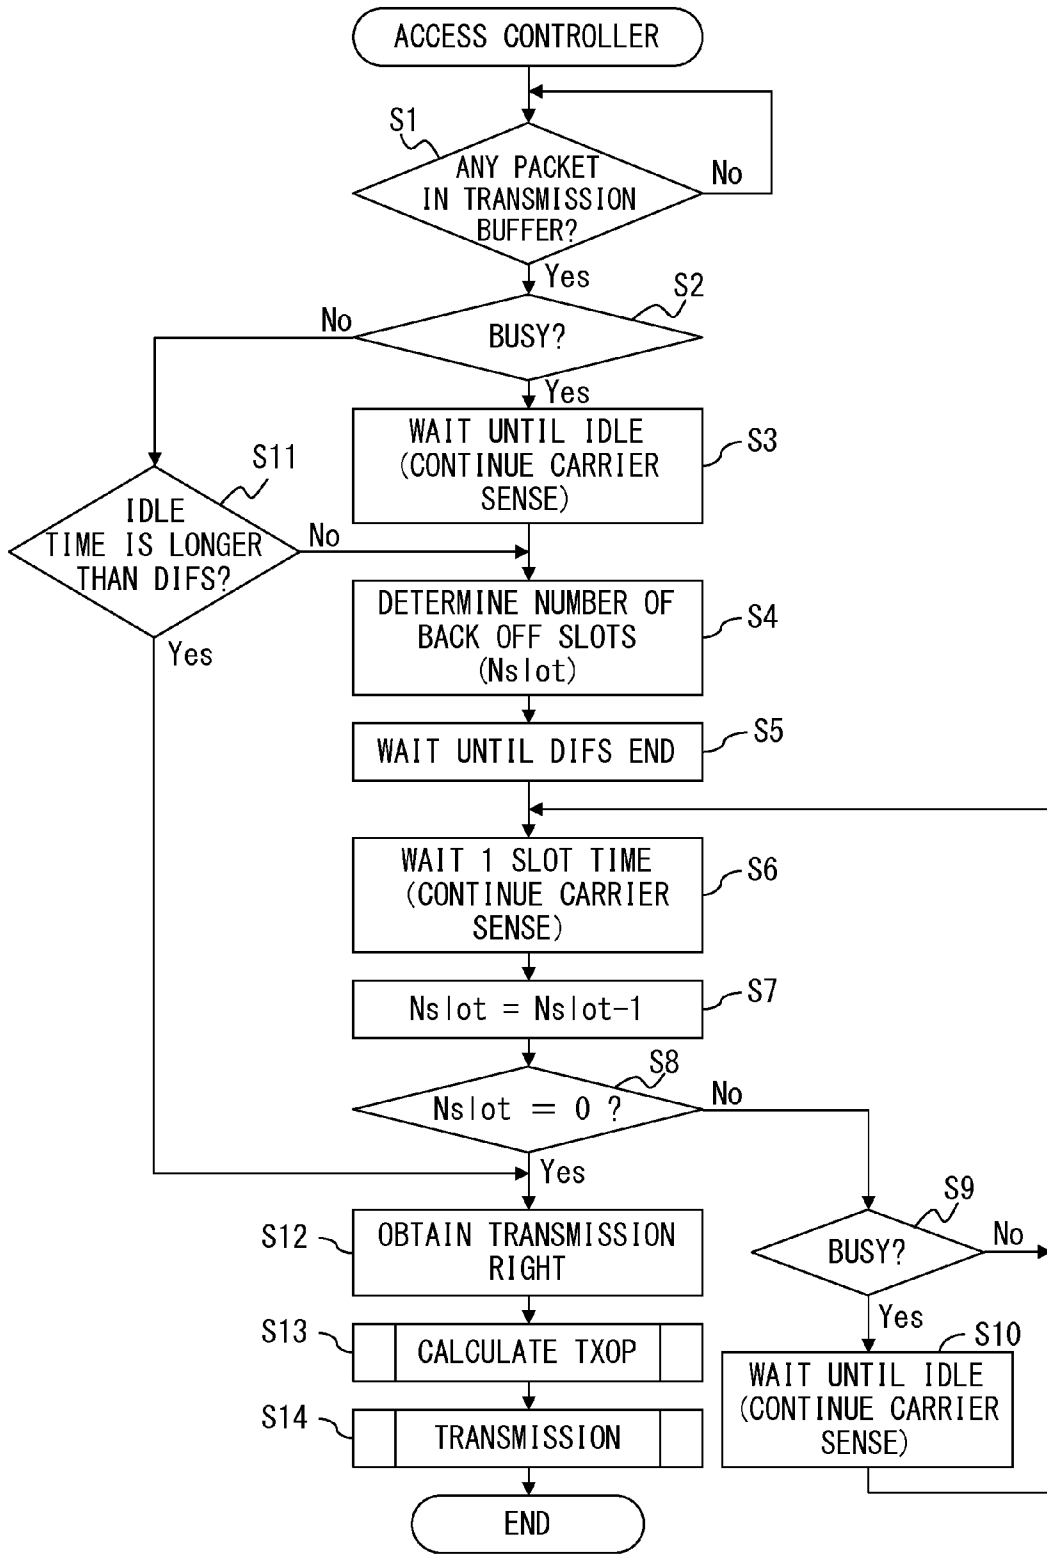 ACCESS CONTROLLER
S1
ANY PACKET
IN TRANSMISSION
BUFFER?
No
Yes
S2
No
BUSY?
Yes
WAIT UNTIL IDLE
(CONTINUE CARRIER
SENSE)
S3
S11
IDLE
TIME IS LONGER
THAN DIFS?
No
Yes
DETERMINE NUMBER OF
BACK OFF SLOTS
(Nslot)
S4
WAIT UNTIL DIFS END
S5
WAIT 1 SLOT TIME
(CONTINUE CARRIER
SENSE)
S6
Nslot = Nslot-1
S7
S8
Nslot = 0 ?
No
Yes
S9
BUSY?
No
Yes
S12
OBTAIN TRANSMISSION
RIGHT
S13
CALCULATE TXOP
S10
WAIT UNTIL IDLE
(CONTINUE CARRIER
SENSE)
S14
TRANSMISSION
END